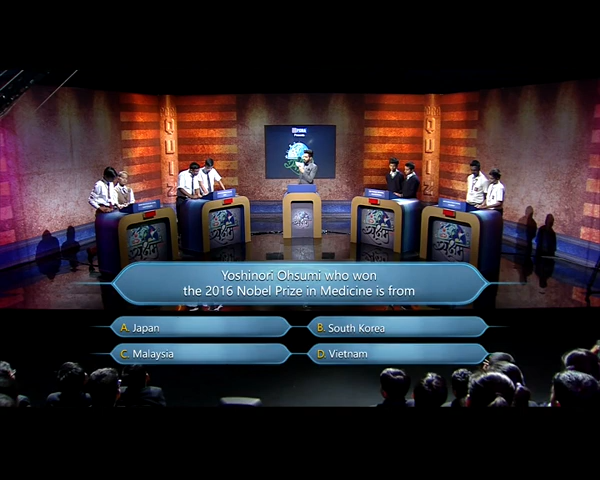 QUIZ
QUIZ
Yoshinori Ohsumi who won
the 2016 Nobel Prize in Medicine is from
A. Japan
B. South Korea
C. Malaysia
D. Vietnam